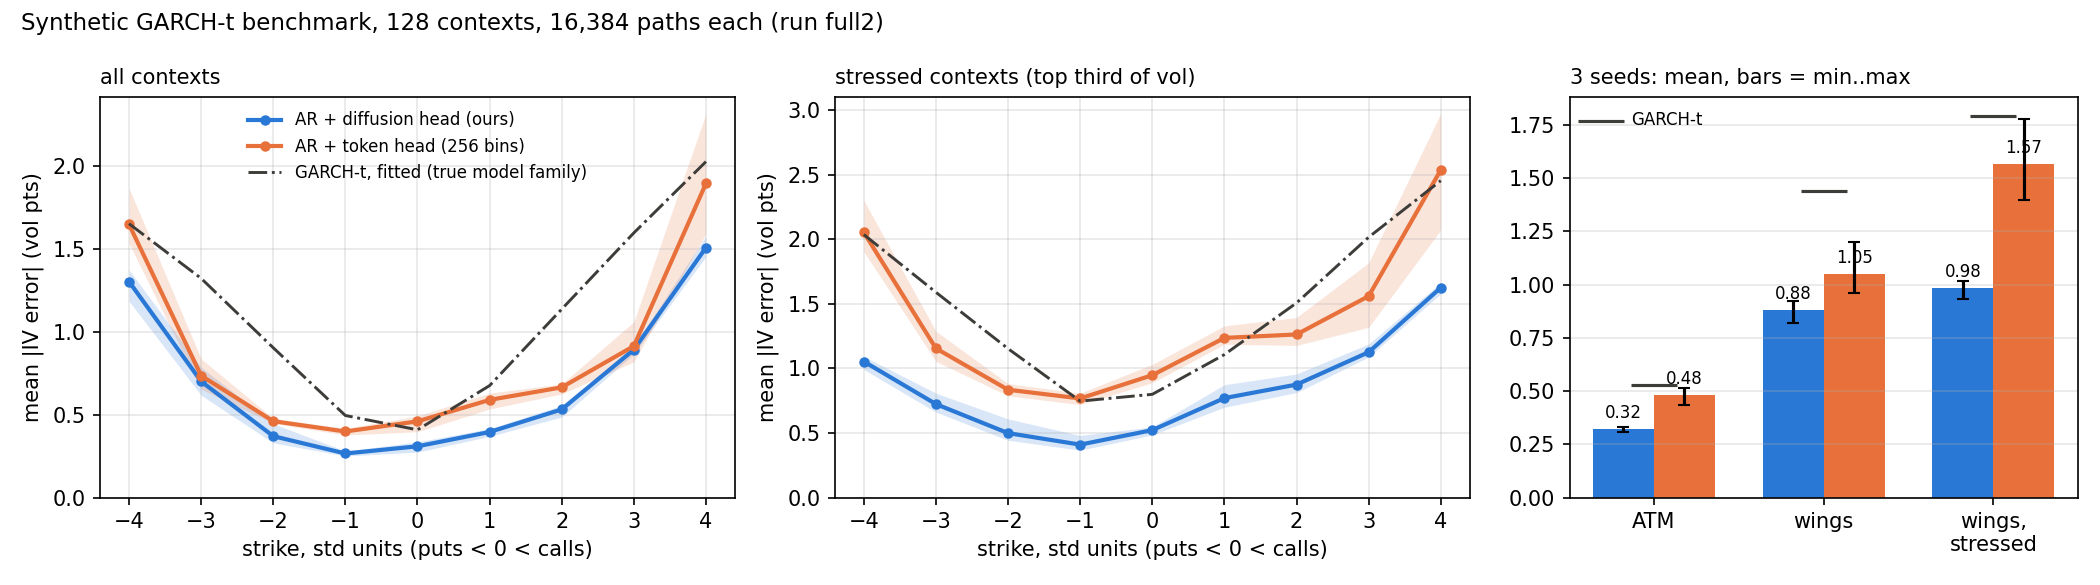 Synthetic GARCH-t benchmark, 128 contexts, 16,384 paths each (run full2)
all contexts
AR + diffusion head (ours)
AR + token head (256 bins)
GARCH-t, fitted (true model family)
mean |IV error| (vol pts)
2.0
1.5
1.0
0.5
0.0
−4 −3 −2 −1 0 1 2 3 4
strike, std units (puts < 0 < calls)
stressed contexts (top third of vol)
mean |IV error| (vol pts)
3.0
2.5
2.0
1.5
1.0
0.5
0.0
−4 −3 −2 −1 0 1 2 3 4
strike, std units (puts < 0 < calls)
3 seeds: mean, bars = min..max
GARCH-t
1.75
1.50
1.25
1.00
0.75
0.50
0.25
0.00
0.32
0.48
0.88
1.05
0.98
1.57
ATM
wings
wings,
stressed